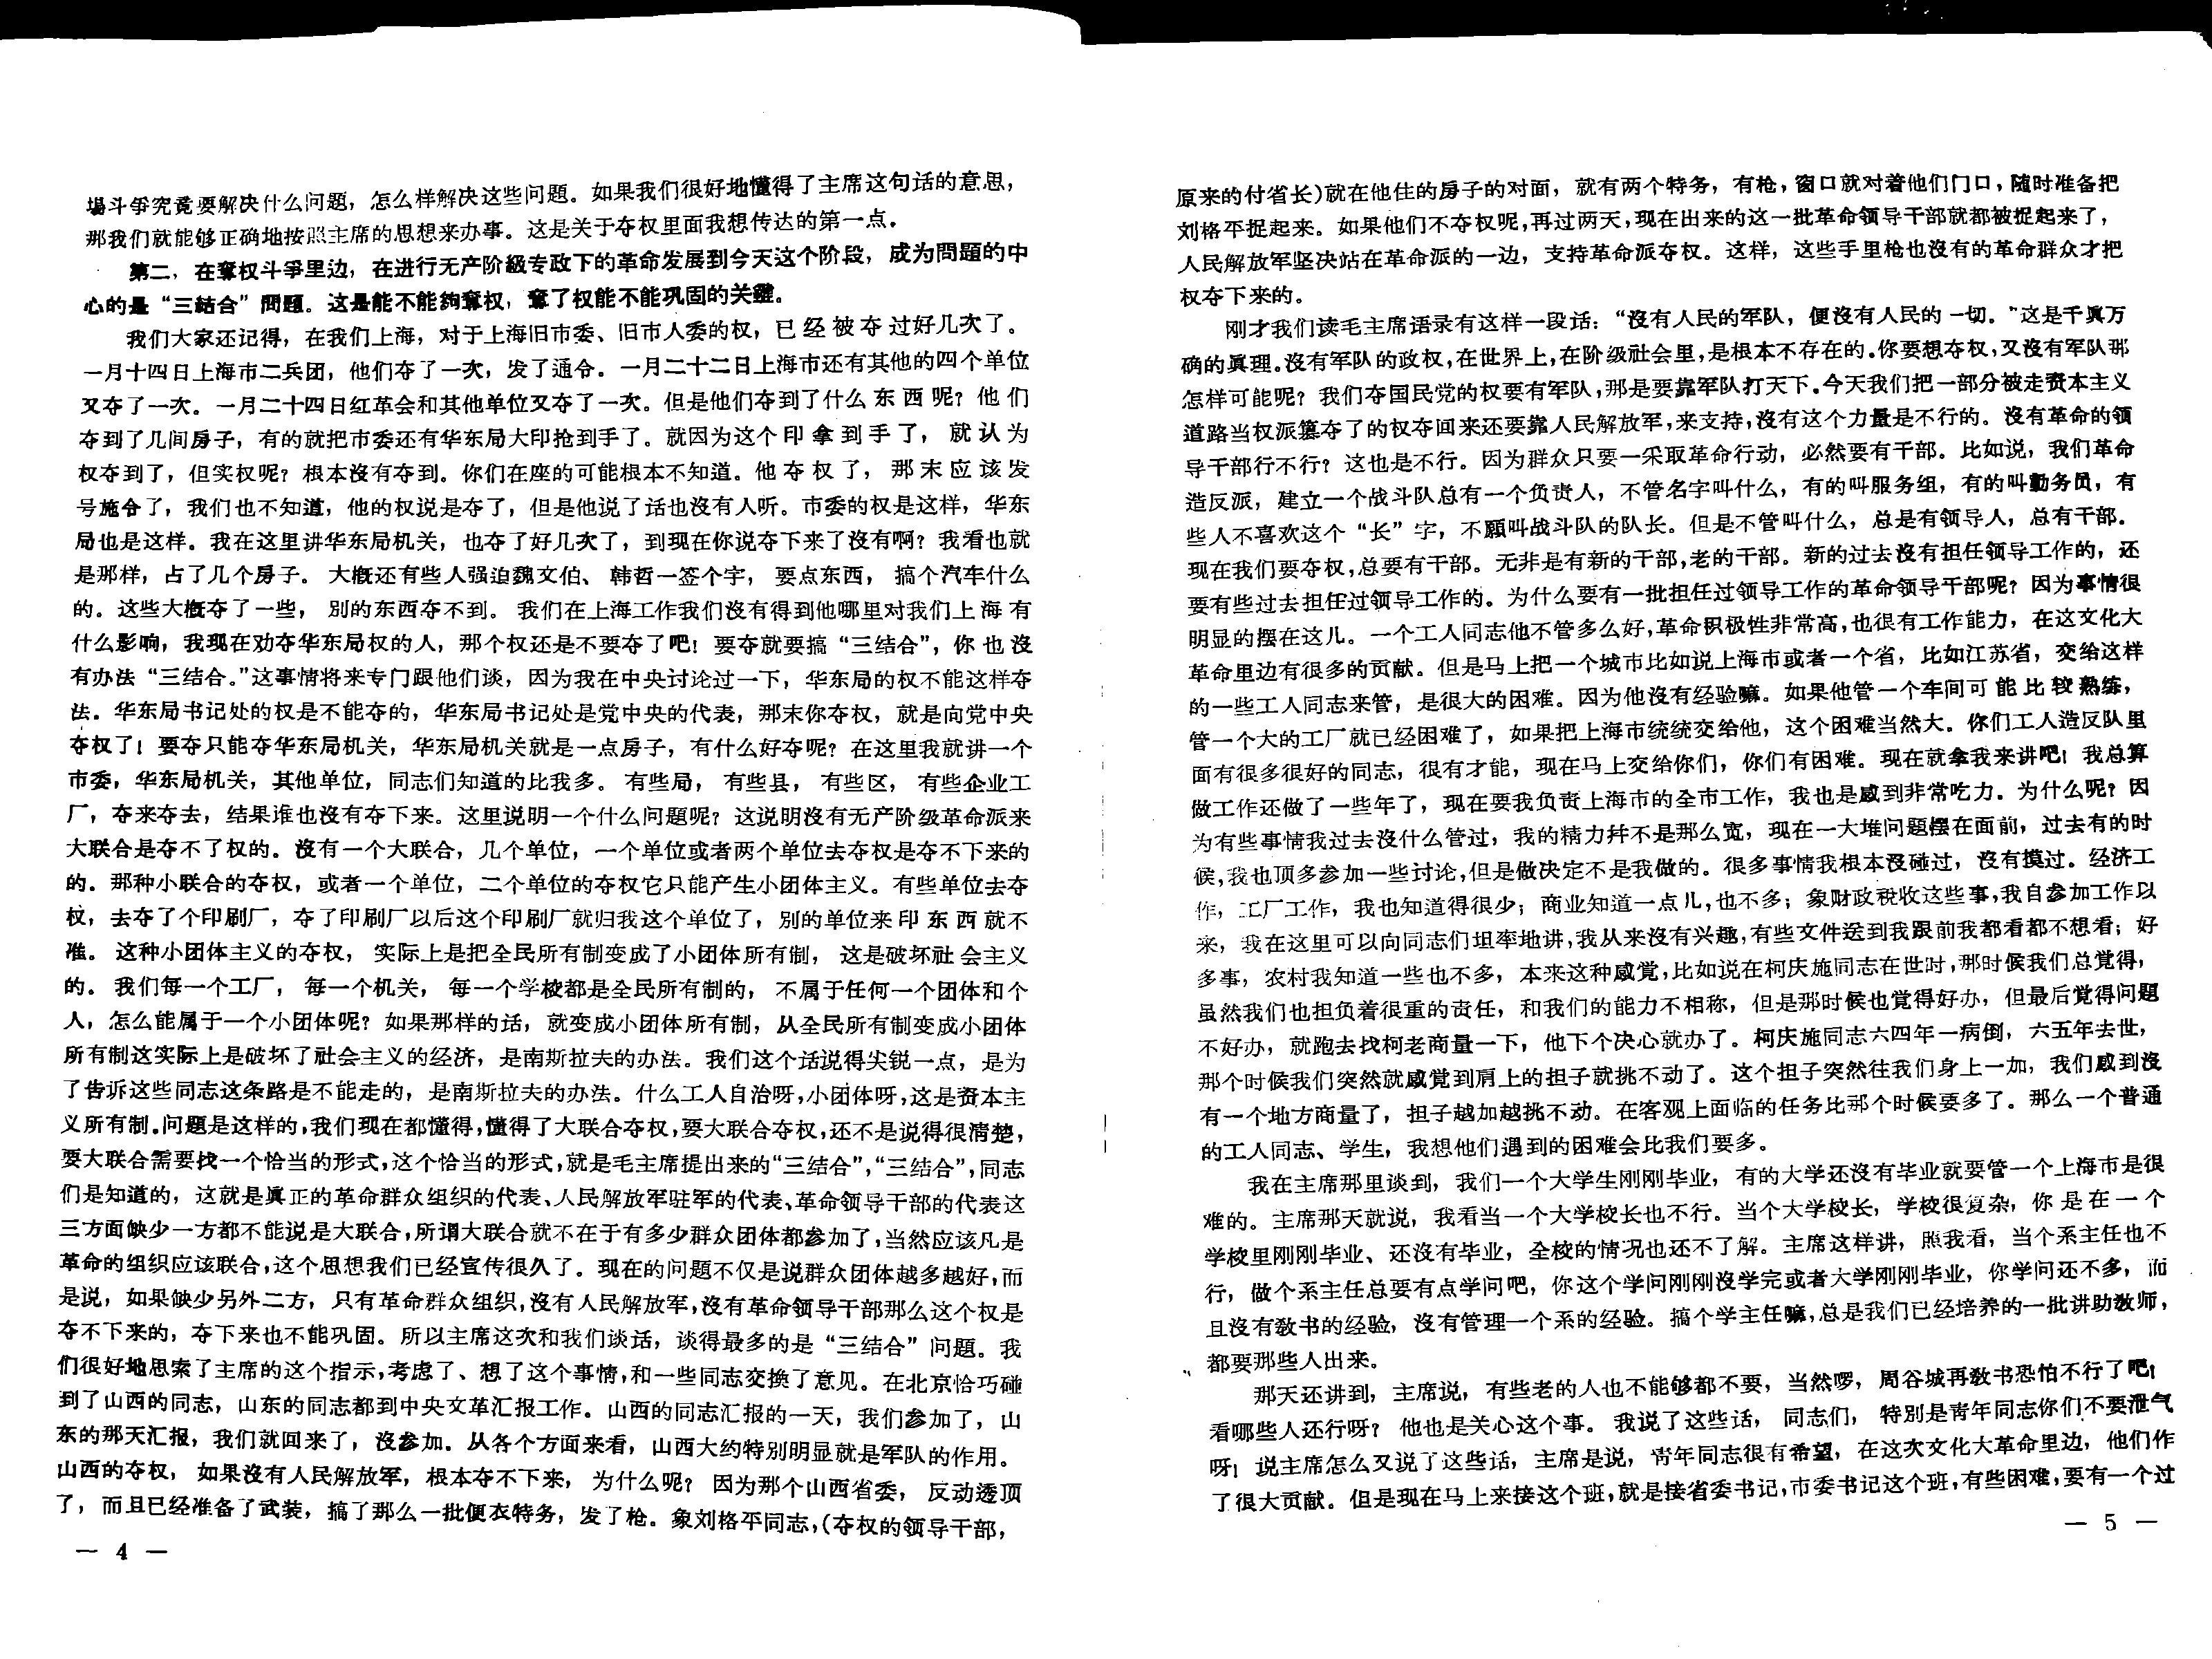 場斗争究竟要解决什么问题，怎么样解决这些问题。如果我们很好地懂得了主席这句话的意思，
那我们就能够正确地按照主席的思想来办事。这是关于夺权里面我想传达的第一点。
第二，在奪权斗爭里边，在进行无产阶級专政下的革命发展到今天这个阶段，成为問題的中
心的是“三結合”問題。这是能不能夠奪权，奪了权能不能巩固的关鍵。
我们大家还记得，在我们上海，对于上海旧市委、旧市人委的权，已经被夺过好几次了。
一月十四日上海市二兵团，他们夺了一次，发了通令。一月二十二日上海市还有其他的四个单位
又夺了一次。一月二十四日红革会和其他单位又夺了一次。但是他们夺到了什么东西呢？他们
夺到了几间房子，有的就把市委还有华东局大印抢到手了。就因为这个印拿到手了，就认为
权夺到了，但实权呢？根本沒有夺到。你们在座的可能根本不知道。他夺权了，那末应该发
号施令了，我们也不知道，他的权说是夺了，但是他说了话也沒有人听。市委的权是这样，华东
局也是这样。我在这里讲华东局机关，也夺了好几次了，到现在你说夺下来了沒有啊？我看也就
是那样，占了几个房子。大槪还有些人强迫魏文伯、韩哲一签个字，要点东西，搞个汽车什么
的。这些大槪夺了一些，別的东西夺不到。我们在上海工作我们沒有得到他哪里对我们上海有
什么影响，我现在劝夺华东局权的人，那个权还是不要夺了吧！要夺就要搞“三结合”，你也沒
有办法“三结合。”这事情将来专门跟他们谈，因为我在中央讨论过一下，华东局的权不能这样夺
法．华东局书记处的权是不能夺的，华东局书记处是党中央的代表，那末你夺权，就是向党中央
夺权了！要夺只能夺华东局机关，华东局机关就是一点房子，有什么好夺呢？在这里我就讲一个
市委，华东局机关，其他单位，同志们知道的比我多。有些局，有些县，有些区，有些企业工
厂，夺来夺去，结果谁也沒有夺下来。这里说明一个什么问题呢？这说明沒有无产阶级革命派来
大联合是夺不了权的。沒有一个大联合，几个单位，一个单位或者两个单位去夺权是夺不下来的
的．那种小联合的夺权，或者一个单位，二个单位的夺权它只能产生小团体主义。有些单位去夺
权，去夺了个印刷厂，夺了印刷厂以后这个印刷厂就归我这个单位了，別的单位来印东西就不
准。这种小团体主义的夺权，实际上是把全民所有制变成了小团体所有制，这是破坏社会主义
的。我们每一个工厂，每一个机关，每一个学校都是全民所有制的，不属于任何一个团体和个
人，怎么能属于一个小团体呢？如果那样的话，就变成小团体所有制，从全民所有制变成小团体
所有制这实际上是破坏了社会主义的经济，是南斯拉夫的办法。我们这个话说得尖锐一点，是为
了告诉这些同志这条路是不能走的，是南斯拉夫的办法。什么工人自治呀，小团体呀，这是资本主
义所有制。问题是这样的，我们现在都懂得，懂得了大联合夺权，要大联合夺权，还不是说得很清楚，
要大联合需要找一个恰当的形式，这个恰当的形式，就是毛主席提出来的“三结合”，“三结合”，同志
们是知道的，这就是眞正的革命群众组织的代表、人民解放军驻军的代表、革命领导干部的代表这
三方面缺少一方都不能说是大联合，所谓大联合就不在于有多少群众团体都参加了，当然应该凡是
革命的组织应该联合，这个思想我们已经宣传很久了。现在的问题不仅是说群众团体越多越好，而
是说，如果缺少另外二方，只有革命群众组织，沒有人民解放军，沒有革命领导干部那么这个权是
夺不下来的，夺下来也不能巩固。所以主席这次和我们谈话，谈得最多的是“三结合”问题。我
们很好地思索了主席的这个指示，考虑了、想了这个事情，和一些同志交换了意见。在北京恰巧碰
到了山西的同志，山东的同志都到中央文革汇报工作。山西的同志汇报的一天，我们参加了，山
东的那天汇报，我们就回来了，沒参加．从各个方面来看，山西大约特别明显就是军队的作用。
山西的夺权，如果沒有人民解放军，根本夺不下来，为什么呢？因为那个山西省委，反动透顶
了，而且已经准备了武装，搞了那么一批便衣特务，发了枪。象刘格平同志，（夺权的领导干部，
— 4 —
原来的付省长）就在他住的房子的对面，就有两个特务，有枪，窗口就对着他们门口，随时准备把
刘格平捉起来。如果他们不夺权呢，再过两天，现在出来的这一批革命领导干部就都被捉起来了，
人民解放军坚决站在革命派的一边，支持革命派夺权。这样，这些手里枪也沒有的革命群众才把
权夺下来的。
刚才我们读毛主席语录有这样一段话：“沒有人民的军队，便沒有人民的一切。”这是千眞万
确的眞理。沒有军队的政权，在世界上，在阶级社会里，是根本不存在的。你要想夺权，又沒有军队那
怎样可能呢？我们夺国民党的权要有军队，那是要靠军队打天下。今天我们把一部分被走资本主义
道路当权派篡夺了的权夺回来还要靠人民解放军，来支持，沒有这个力量是不行的。沒有革命的领
导干部行不行？这也是不行。因为群众只要一采取革命行动，必然要有干部。比如说，我们革命
造反派，建立一个战斗队总有一个负责人，不管名字叫什么，有的叫服务组，有的叫勤务员，有
些人不喜欢这个“长”字，不願叫战斗队的队长。但是不管叫什么，总是有领导人，总有干部．
现在我们要夺权，总要有干部。无非是有新的干部，老的干部。新的过去沒有担任领导工作的，还
要有些过去担任过领导工作的。为什么要有一批担任过领导工作的革命领导干部呢？因为事情很
明显的摆在这儿。一个工人同志他不管多么好，革命积极性非常高，也很有工作能力，在这文化大
革命里边有很多的贡献。但是马上把一个城市比如说上海市或者一个省，比如江苏省，交给这样
的一些工人同志来管，是很大的困难。因为他沒有经验嘛。如果他管一个车间可能比较熟练，
管一个大的工厂就已经困难了，如果把上海市统统交给他，这个困难当然大。你们工人造反队里
面有很多很好的同志，很有才能，现在马上交给你们，你们有困难。现在就拿我来讲吧！我总算
做工作还做了一些年了，现在要我负责上海市的全市工作，我也是感到非常吃力．为什么呢？因
为有些事情我过去沒什么管过，我的精力并不是那么宽，现在一大堆问题摆在面前，过去有的时
候，我也顶多参加一些讨论，但是做决定不是我做的。很多事情我根本沒碰过，沒有摸过．经济工
作，工厂工作，我也知道得很少；商业知道一点儿，也不多；象财政税收这些事，我自参加工作以
来，我在这里可以向同志们坦率地讲，我从来沒有兴趣，有些文件送到我跟前我都看都不想看；好
多事，农村我知道一些也不多，本来这种感觉，比如说在柯庆施同志在世时，那时候我们总觉得，
虽然我们也担负着很重的责任，和我们的能力不相称，但是那时候也觉得好办，但最后觉得问题
不好办，就跑去找柯老商量一下，他下个决心就办了。柯庆施同志六四年一病倒，六五年去世，
那个时候我们突然就感觉到肩上的担子就挑不动了。这个担子突然往我们身上一加，我们感到沒
有一个地方商量了，担子越加越挑不动。在客观上面临的任务比那个时候要多了。那么一个普通
的工人同志、学生，我想他们遇到的困难会比我们要多。
我在主席那里谈到，我们一个大学生刚刚毕业，有的大学还沒有毕业就要管一个上海市是很
难的。主席那天就说，我看当一个大学校长也不行。当个大学校长，学校很复杂，你是在一个
学校里刚刚毕业、还沒有毕业，全校的情况也还不了解。主席这样讲，照我看，当个系主任也不
行，做个系主任总要有点学问吧，你这个学问刚刚沒学完或者大学刚刚毕业，你学问还不多，而
且沒有敎书的经验，沒有管理一个系的经验。搞个学主任嘛，总是我们已经培养的一批讲助敎师，
都要那些人出来。
那天还讲到，主席说，有些老的人也不能够都不要，当然啰，周谷城再敎书恐怕不行了吧！
看哪些人还行呀？他也是关心这个事。我说了这些话，同志们，特别是青年同志你们不要泄气
呀！说主席怎么又说了这些话，主席是说，青年同志很有希望，在这次文化大革命里边，他们作
了很大贡献。但是现在马上来接这个班，就是接省委书记，市委书记这个班，有些困难，要有一个过
— 5 —